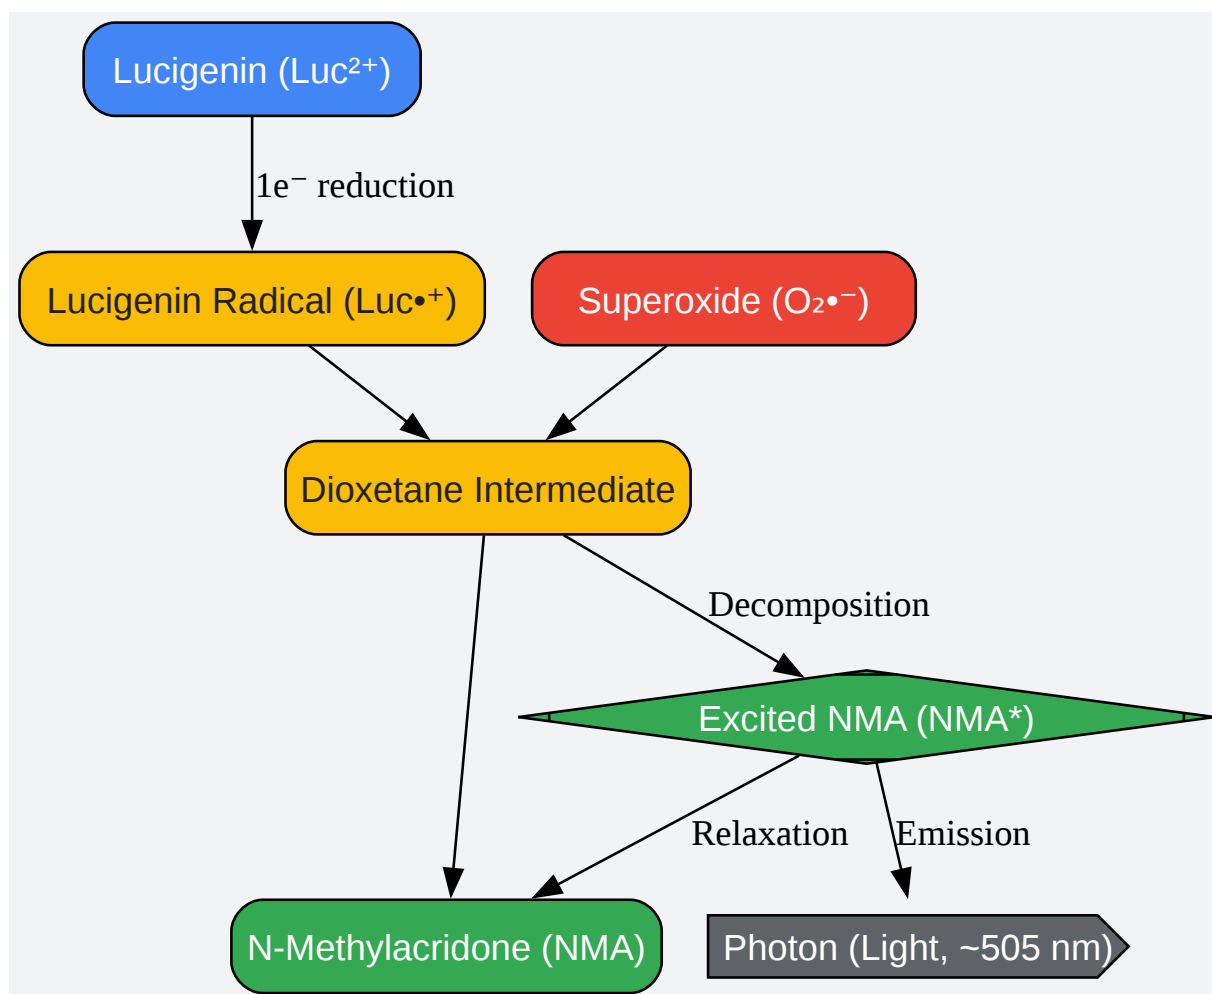 Lucigenin (Luc²⁺)
1e⁻ reduction
Lucigenin Radical (Luc•⁺)
Superoxide (O₂•⁻)
Dioxetane Intermediate
Decomposition
Excited NMA (NMA*)
Relaxation
Emission
N-Methylacridone (NMA)
Photon (Light, ~505 nm)